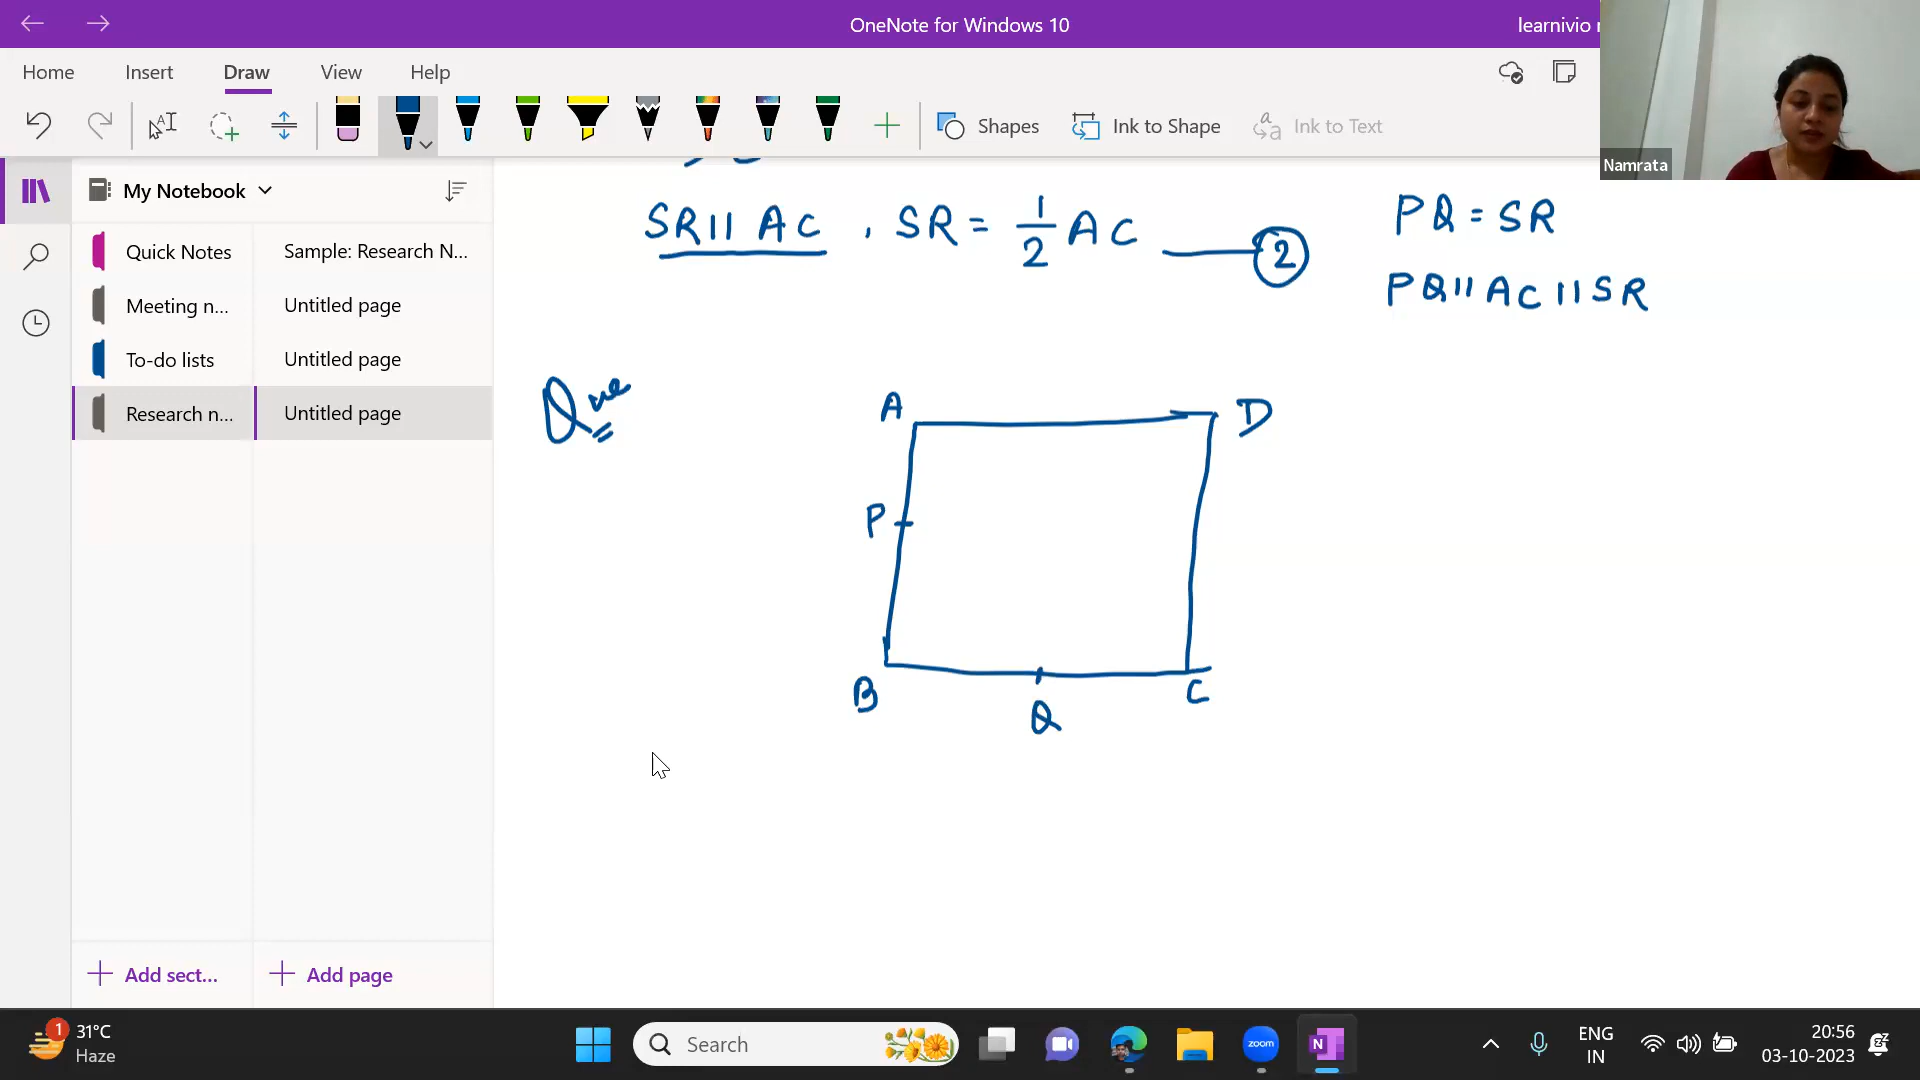 OneNote for Windows 10
learnivio
Home Insert Draw View Help
Shapes Ink to Shape Ink to Text
Namrata
My Notebook
Quick Notes
Meeting n...
To-do lists
Research n...
Sample: Research N...
Untitled page
Untitled page
Untitled page
SR || AC , SR = 1/2 AC ② 
PQ = SR
PQ || AC || SR
Que
A D
P
B Q C
Add sect...
Add page
1
31°C
Haze
Search
zoom
N
ENG
IN
20:56
03-10-2023